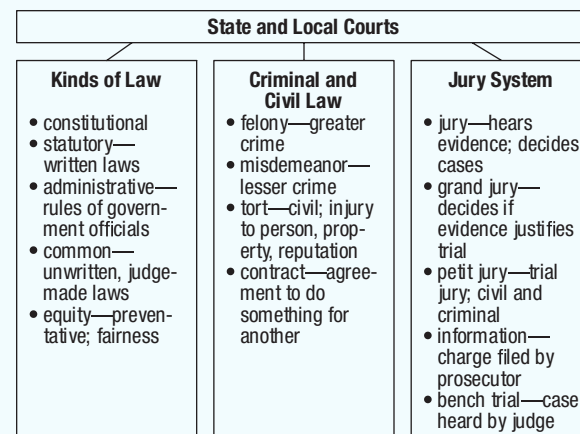 State and Local Courts
Kinds of Law
• constitutional
• statutory—
written laws
• administrative—
rules of govern-
ment officials
• common—
unwritten, judge-
made laws
• equity—preven-
tative; fairness
Criminal and
Civil Law
• felony—greater
crime
• misdemeanor—
lesser crime
• tort—civil; injury
to person, prop-
erty, reputation
• contract—agree-
ment to do
something for
another
Jury System
• jury—hears
evidence; decides
cases
• grand jury—
decides if
evidence justifies
trial
• petit jury—trial
jury; civil and
criminal
• information—
charge filed by
prosecutor
• bench trial—case
heard by judge